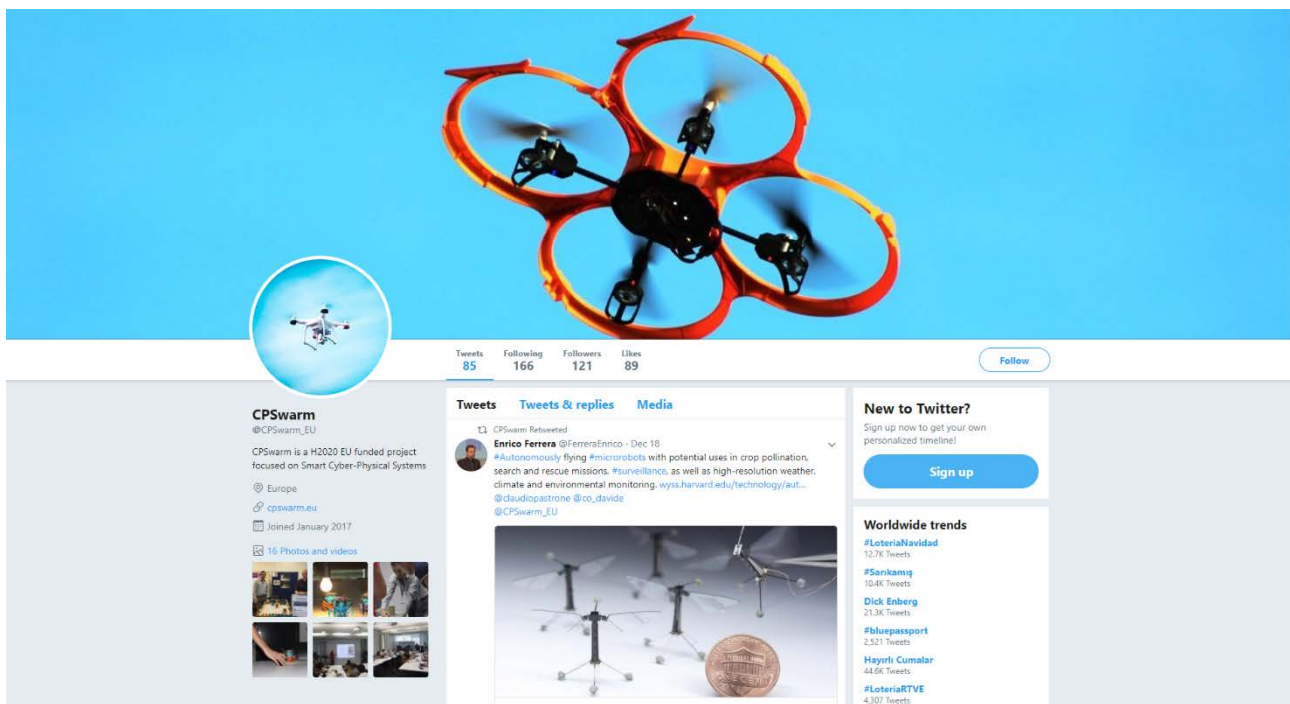 Tweets Following Followers Likes
85 166 121 89
Follow
CPSwarm
@CPSwarm_EU
CPSwarm is a H2020 EU funded project
focused on Smart Cyber-Physical Systems
Europe
cpswarm.eu
Joined January 2017
16 Photos and videos
Tweets Tweets & replies Media
CPSwarm Retweeted
Enrico Ferrera @FerreraEnrico · Dec 18
#Autonomously flying #microrobots with potential uses in crop pollination,
search and rescue missions, #surveillance, as well as high-resolution weather,
climate and environmental monitoring. wyss.harvard.edu/technology/aut...
@claudiopastrone @co_davide
@CPSwarm_EU
New to Twitter?
Sign up now to get your own
personalized timeline!
Sign up
Worldwide trends
#LoteriaNavidad
12.7K Tweets
#Sarıkamış
10.4K Tweets
Dick Enberg
21.3K Tweets
#bluepassport
2,521 Tweets
Hayırlı Cumalar
44.6K Tweets
#LoteriaRTVE
4,307 Tweets